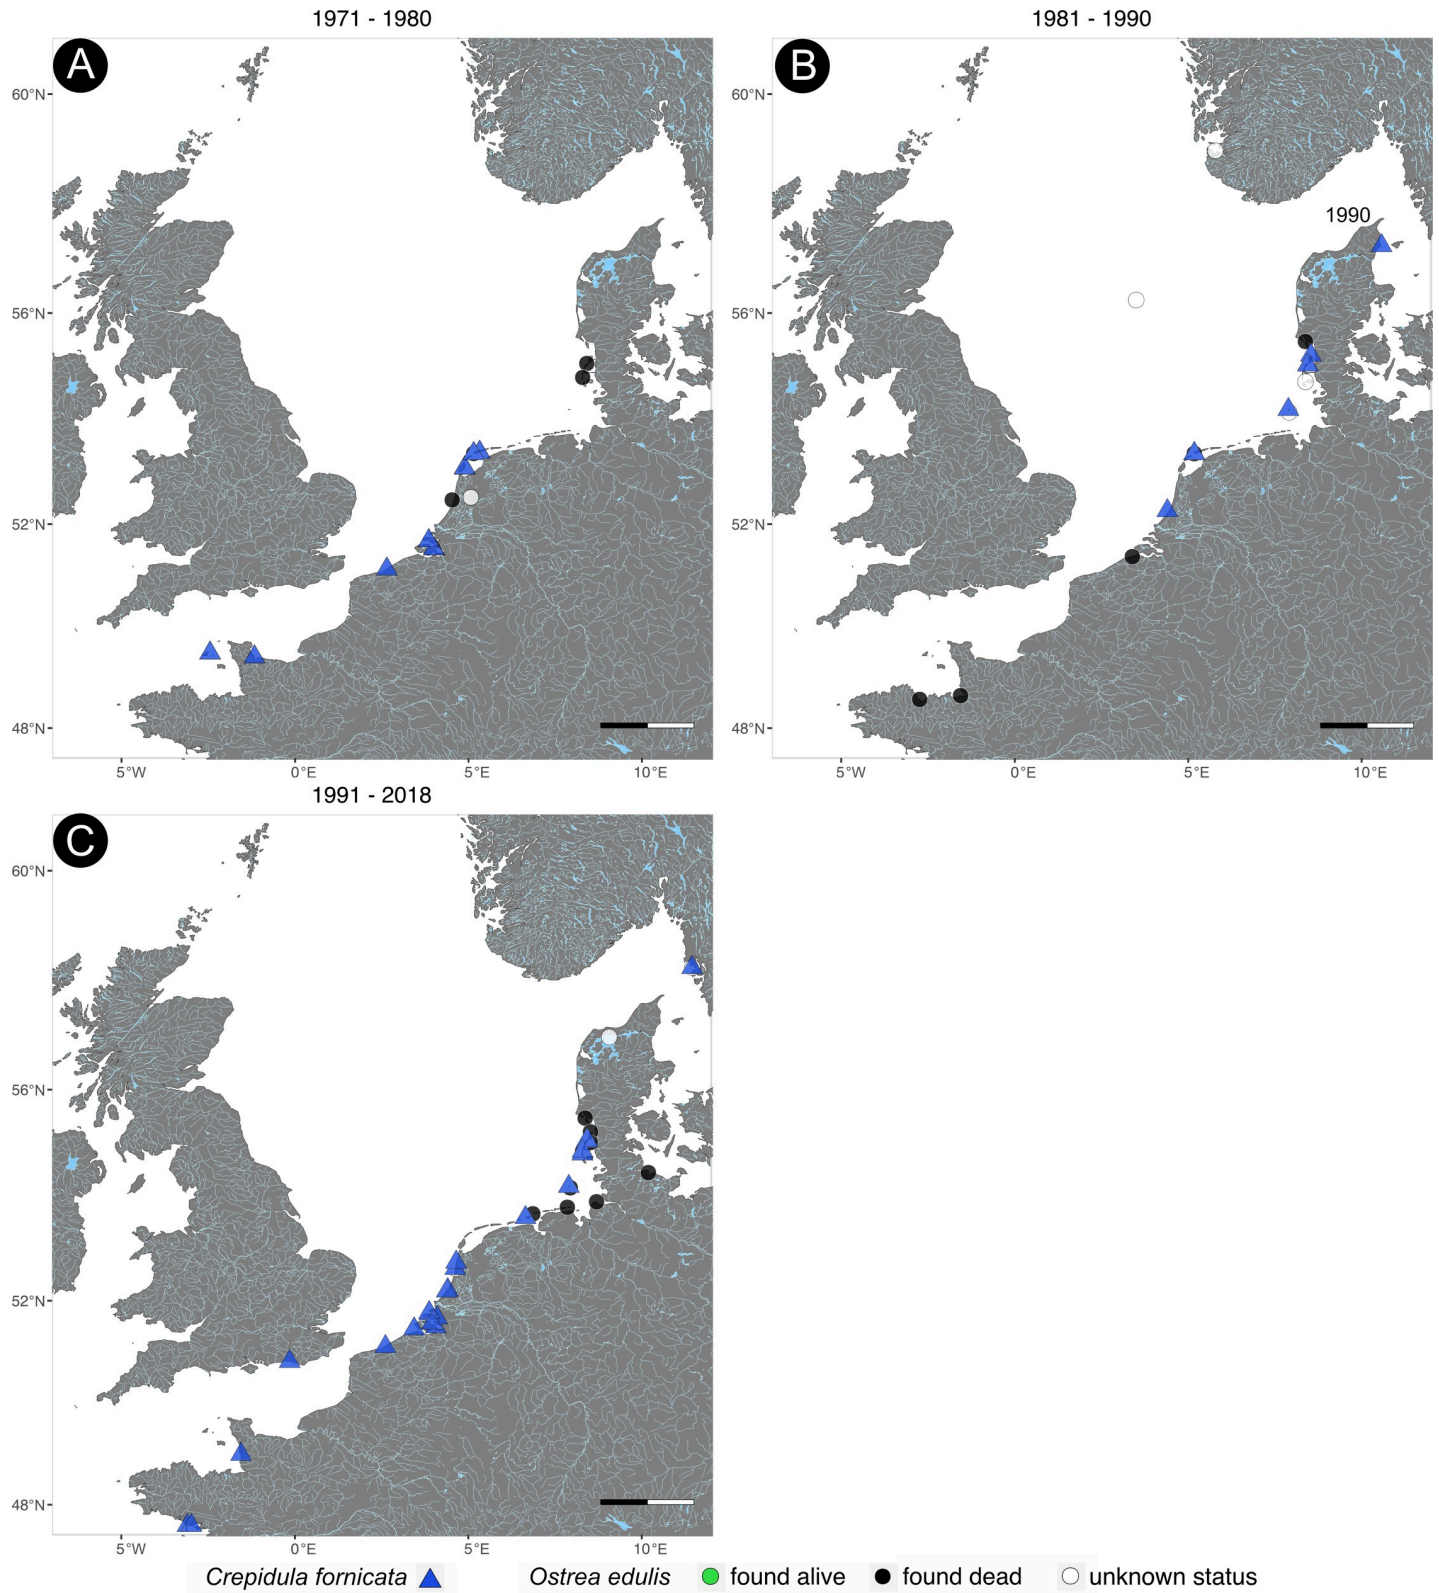 1971 - 1980
1981 - 1990
A
B
60°N
56°N
52°N
48°N
5°W
0°E
5°E
10°E
1990
5°W
0°E
5°E
10°E
60°N
56°N
52°N
48°N
1991 - 2018
C
60°N
56°N
52°N
48°N
5°W
0°E
5°E
10°E
Crepidula fornicata Ostrea edulis found alive found dead unknown status